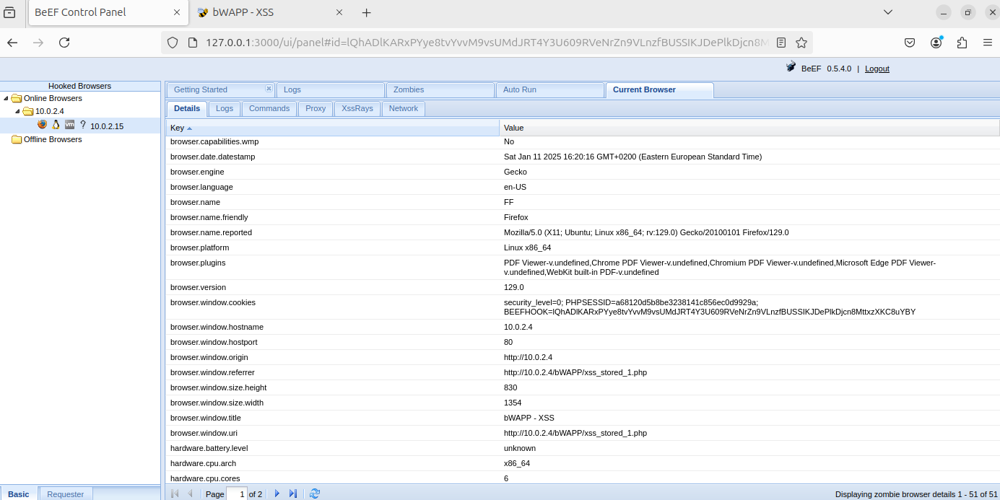 BeEF Control Panel
bWAPP - XSS
127.0.0.1:3000/ui/panel#id=lQhADlKARxPYye8tvYvvM9vsUMdJRT4Y3U609RVeNrZn9VLnzfBUSSIKJDePlkDjcn8M
BeEF 0.5.4.0 | Logout
Hooked Browsers
Online Browsers
10.0.2.4
? 10.0.2.15
Offline Browsers
Getting Started Logs Zombies Auto Run Current Browser
Details Logs Commands Proxy XssRays Network
Key Value
browser.capabilities.wmp No
browser.date.datestamp Sat Jan 11 2025 16:20:16 GMT+0200 (Eastern European Standard Time)
browser.engine Gecko
browser.language en-US
browser.name FF
browser.name.friendly Firefox
browser.name.reported Mozilla/5.0 (X11; Ubuntu; Linux x86_64; rv:129.0) Gecko/20100101 Firefox/129.0
browser.platform Linux x86_64
browser.plugins PDF Viewer-v.undefined,Chrome PDF Viewer-v.undefined,Chromium PDF Viewer-v.undefined,Microsoft Edge PDF Viewer-
v.undefined,WebKit built-in PDF-v.undefined
browser.version 129.0
browser.window.cookies security_level=0; PHPSESSID=a68120d5b8be3238141c856ec0d9929a;
BEEFHOOK=lQhADlKARxPYye8tvYvvM9vsUMdJRT4Y3U609RVeNrZn9VLnzfBUSSIKJDePlkDjcn8MttxzXKC8uYBY
browser.window.hostname 10.0.2.4
browser.window.hostport 80
browser.window.origin http://10.0.2.4
browser.window.referrer http://10.0.2.4/bWAPP/xss_stored_1.php
browser.window.size.height 830
browser.window.size.width 1354
browser.window.title bWAPP - XSS
browser.window.uri http://10.0.2.4/bWAPP/xss_stored_1.php
hardware.battery.level unknown
hardware.cpu.arch x86_64
hardware.cpu.cores 6
Basic Requester
Page 1 of 2
Displaying zombie browser details 1 - 51 of 51